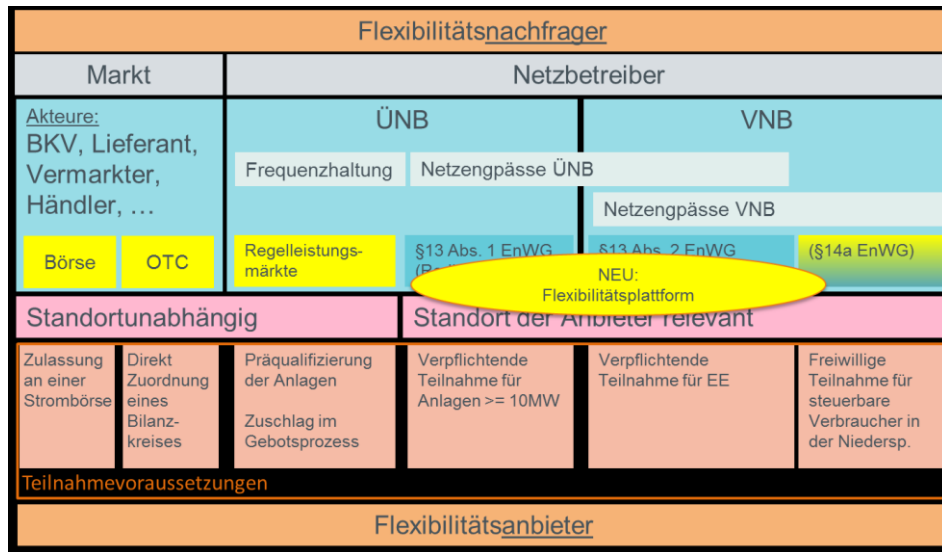 Flexibilitätsnachfrager
Markt
Netzbetreiber
Akteure:
BKV, Lieferant,
Vermarkter,
Händler, …
ÜNB
VNB
Frequenzhaltung
Netzengpässe ÜNB
Netzengpässe VNB
Börse
OTC
Regelleistungs-
märkte
§13 Abs. 1 EnWG
§13 Abs. 2 EnWG
(§14a EnWG)
NEU:
Flexibilitätsplattform
Standortunabhängig
Standort der Anbieter relevant
Zulassung
an einer
Strombörse
Direkt
Zuordnung
eines
Bilanz-
kreises
Präqualifizierung
der Anlagen
Zuschlag im
Gebotsprozess
Verpflichtende
Teilnahme für
Anlagen >= 10MW
Verpflichtende
Teilnahme für EE
Freiwillige
Teilnahme für
steuerbare
Verbraucher in
der Niedersp.
Teilnahmevoraussetzungen
Flexibilitätsanbieter